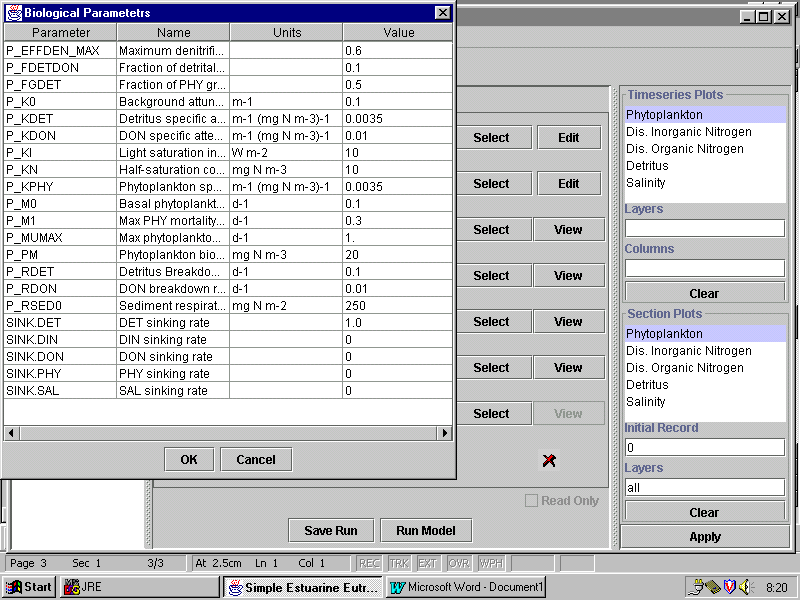 Biological Parametetrs
Parameter Name Units Value
P_EFFDEN_MAX Maximum denitrifi... 0.6
P_FDETDON Fraction of detrital... 0.1
P_FGDET Fraction of PHY gr... 0.5
P_K0 Background attun... m-1 0.1
P_KDET Detritus specific a... m-1 (mg N m-3)-1 0.0035
P_KDON DON specific atte... m-1 (mg N m-3)-1 0.01
P_KI Light saturation in... W m-2 10
P_KN Half-saturation co... mg N m-3 10
P_KPHY Phytoplankton sp... m-1 (mg N m-3)-1 0.0035
P_M0 Basal phytoplankt... d-1 0.1
P_M1 Max PHY mortality... d-1 0.3
P_MUMAX Max phytoplankto... d-1 1.
P_PM Phytoplankton bio... mg N m-3 20
P_RDET Detritus Breakdo... d-1 0.1
P_RDON DON breakdown r... d-1 0.01
P_RSED0 Sediment respirat... mg N m-2 250
SINK.DET DET sinking rate 1.0
SINK.DIN DIN sinking rate 0
SINK.DON DON sinking rate 0
SINK.PHY PHY sinking rate 0
SINK.SAL SAL sinking rate 0
OK Cancel
Select Edit
Select Edit
Select View
Select View
Select View
Select View
Select View
Read Only
Save Run Run Model
Timeseries Plots
Phytoplankton
Dis. Inorganic Nitrogen
Dis. Organic Nitrogen
Detritus
Salinity
Layers
Columns
Clear
Section Plots
Phytoplankton
Dis. Inorganic Nitrogen
Dis. Organic Nitrogen
Detritus
Salinity
Initial Record
0
Layers
all
Clear
Apply
Page 3 Sec 1 3/3 At 2.5cm Ln 1 Col 1 REC TRK EXT OVR WPH
Start JRE Simple Estuarine Eutr... Microsoft Word - Document1 8:20